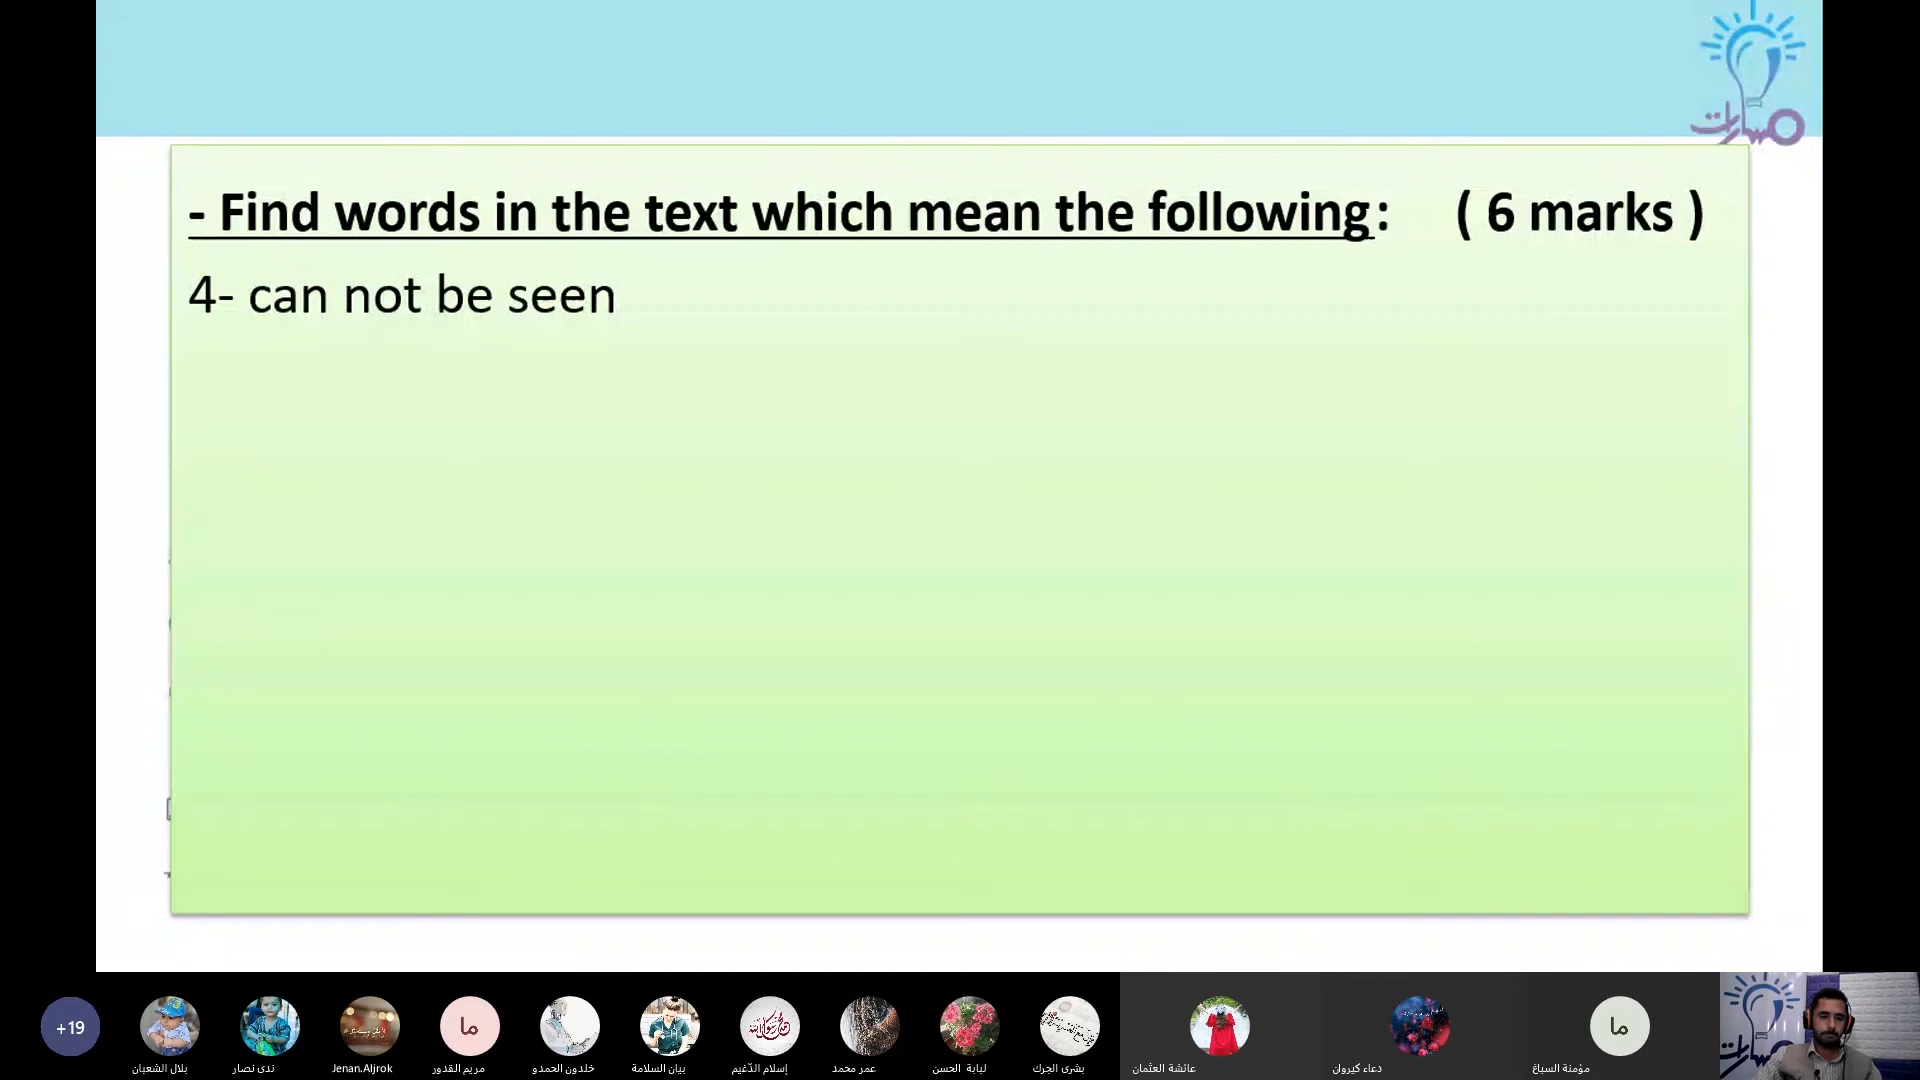 مهارات
- Find words in the text which mean the following: ( 6 marks )
4- can not be seen
+19
بلال الشعبان
ندى نصار
Jenan.Aljrok
ما
مريم القدور
خلدون الحمدو
بيان السلامة
إسلام الدّغيم
عمر محمد
لبابة الحسن
بشرى الجرك
عائشة العثمان
دعاء كيروان
ما
مؤمنة السباغ